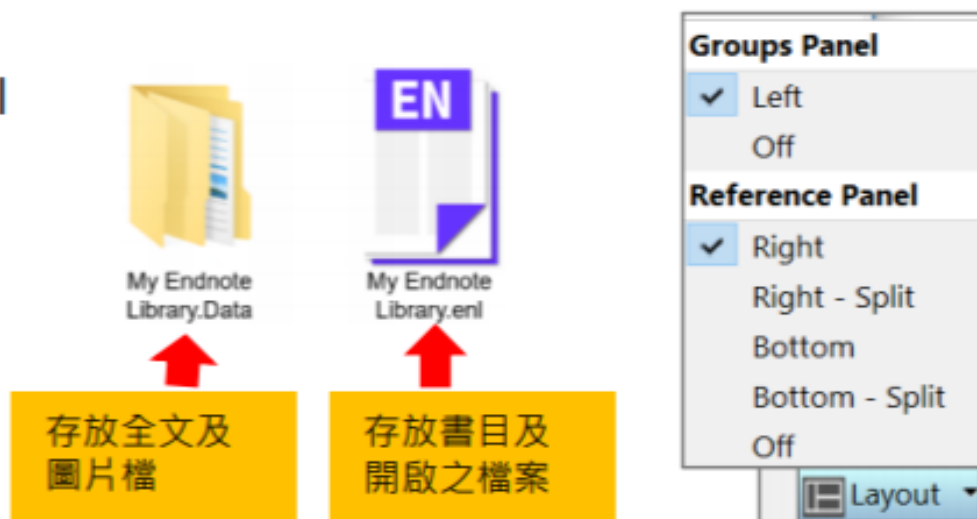 EN
My Endnote
Library.Data
My Endnote
Library.enl
存放全文及
圖片檔
存放書目及
開啟之檔案
Groups Panel
Left
Off
Reference Panel
Right
Right - Split
Bottom
Bottom - Split
Off
Layout